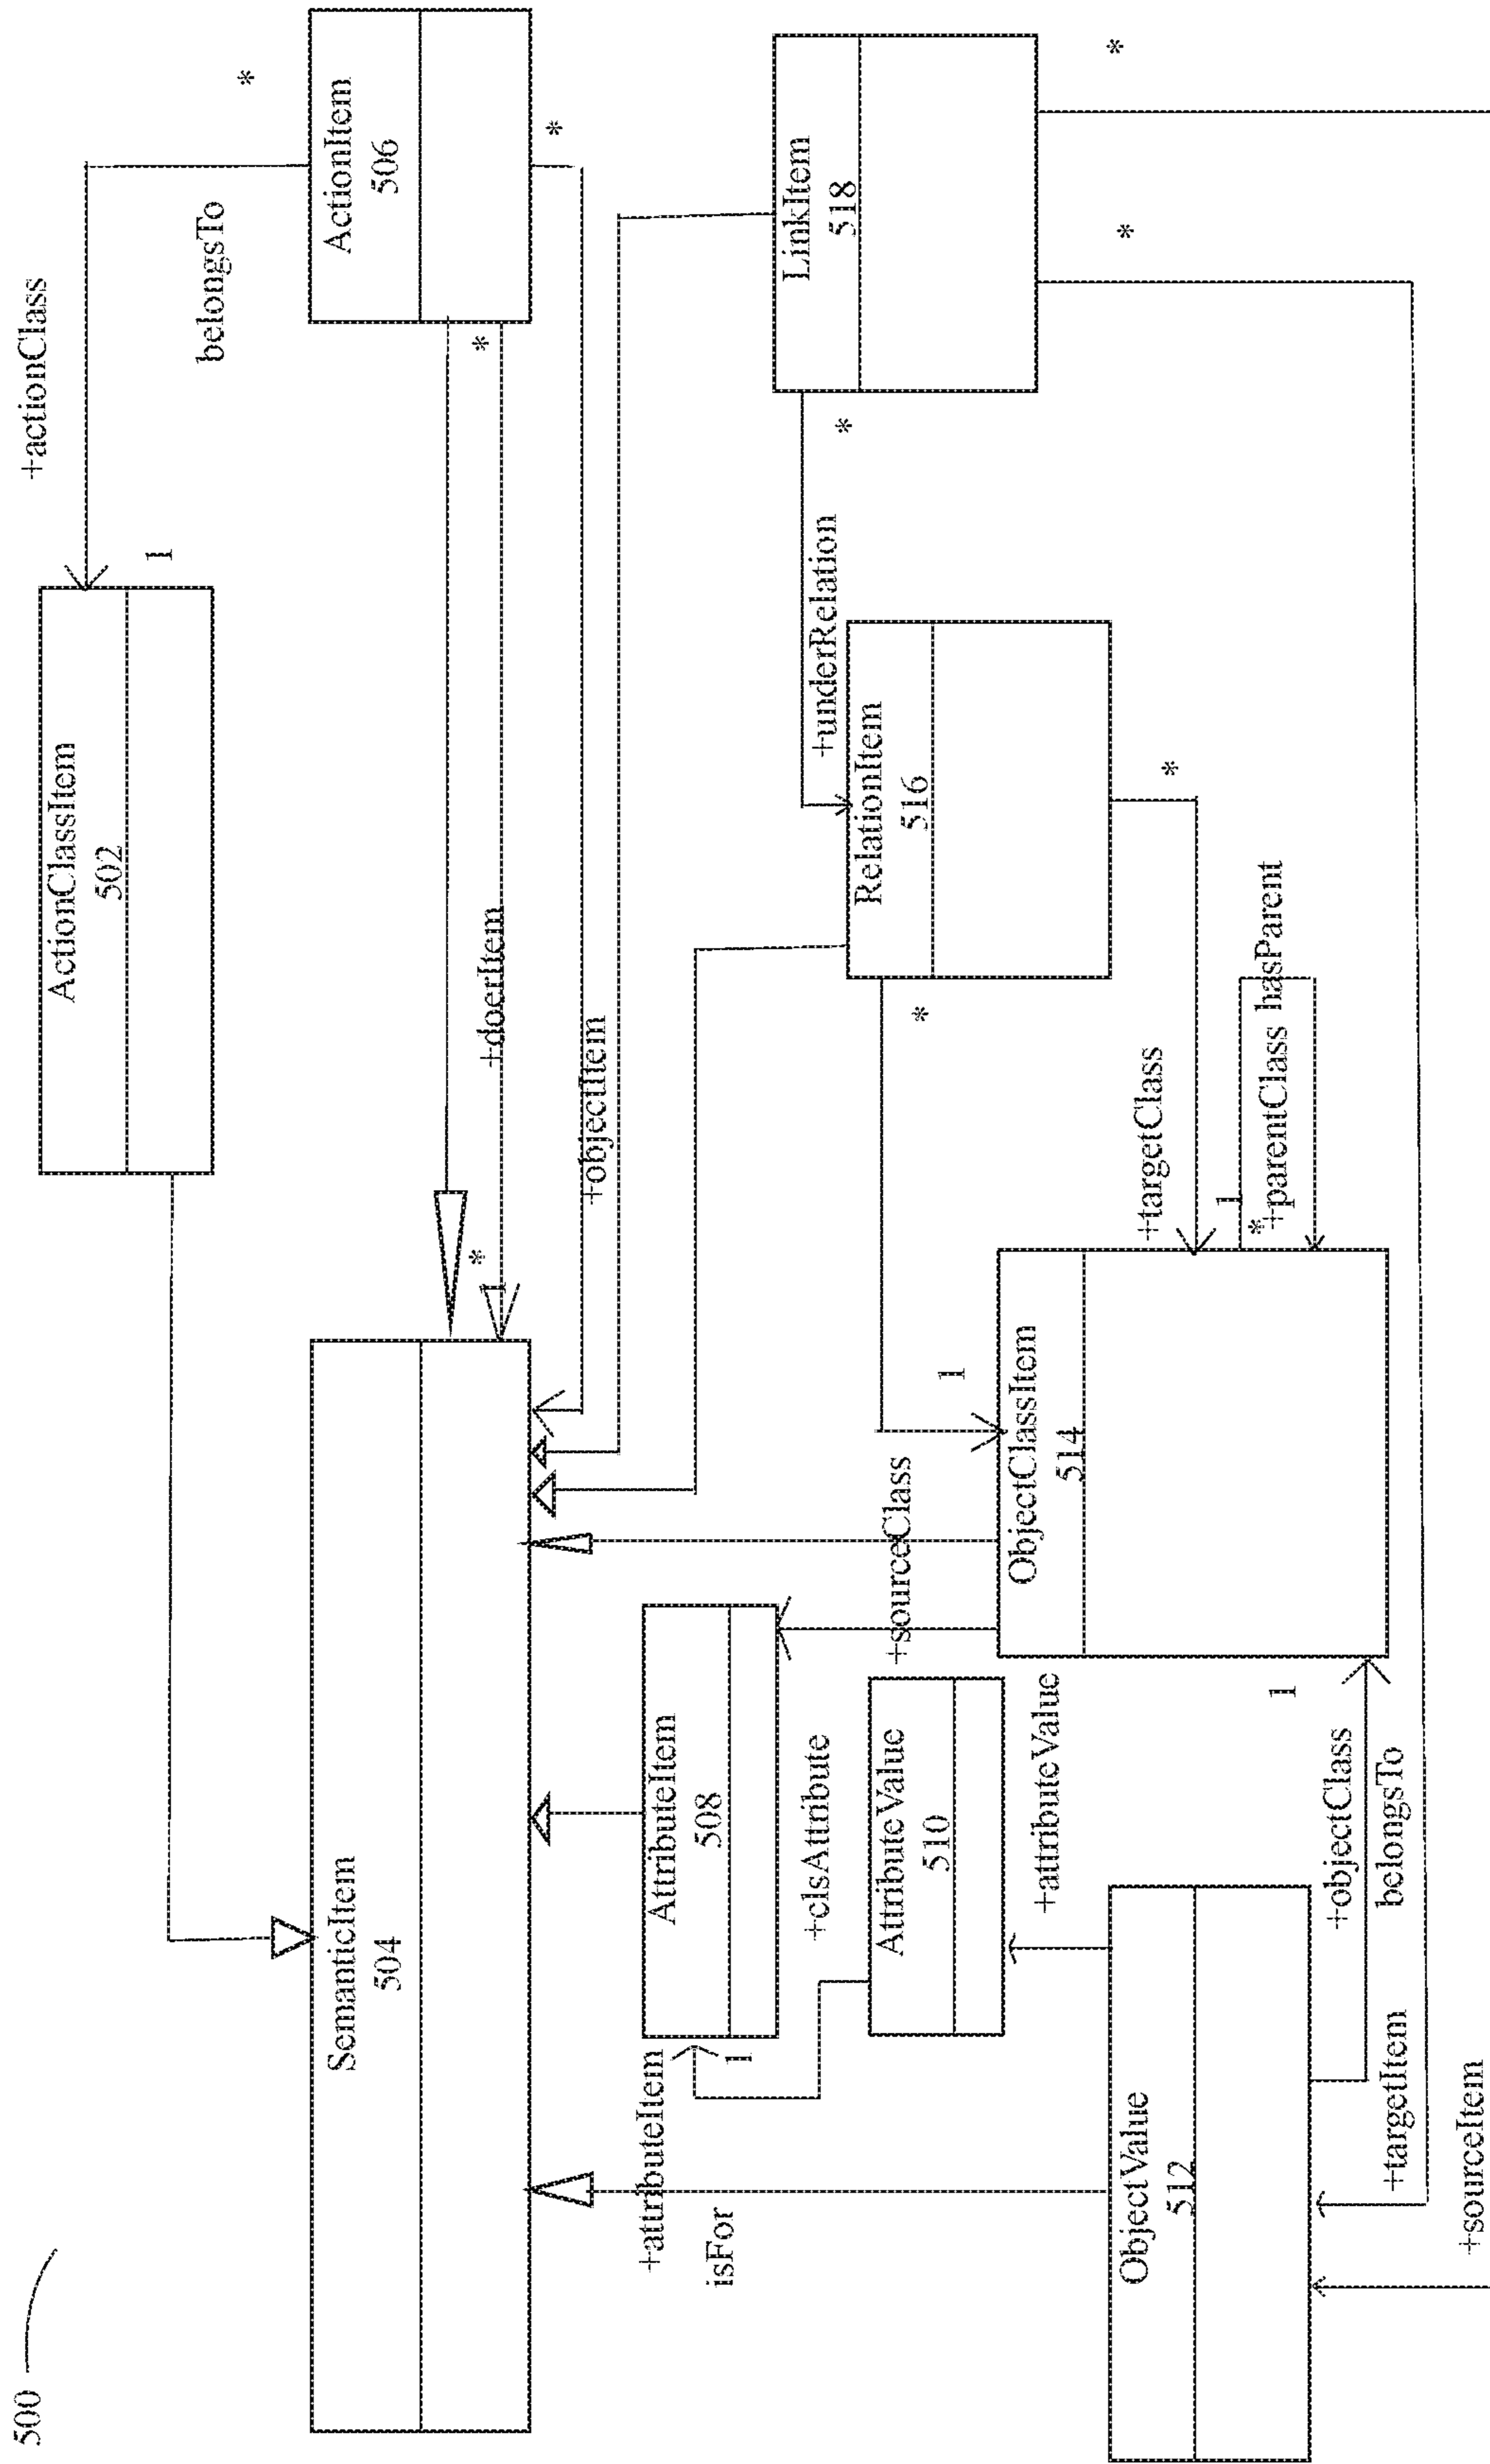 500
+actionClass
ActionClassItem
502
1
belongsTo
*
SemanticItem
504
ActionItem
506
*
*
*
1
+doerItem
*
+objectItem
+attributeItem
isFor
1
AttributeItem
508
+clsAttribute
AttributeValue
510
+attributeValue
+sourceClass
1
*
+underRelation
*
LinkItem
518
*
*
RelationItem
516
*
+targetClass
ObjectClassItem
514
1
*
+parentClass hasParent
ObjectValue
512
1
+objectClass
belongsTo
+targetItem
+sourceItem